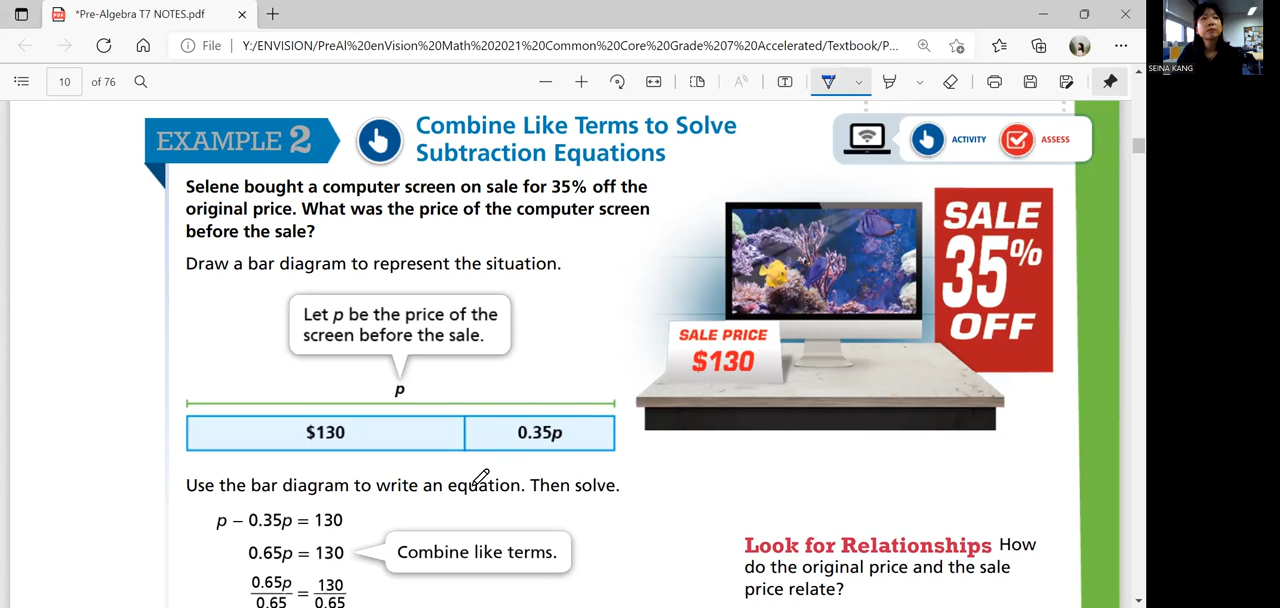 *Pre-Algebra T7 NOTES.pdf
File
Y:/ENVISION/PreAl%20enVision%20Math%202021%20Common%20Core%20Grade%207%20Accelerated/Textbook/P...
10 of 76
SEINA KANG
EXAMPLE 2
Combine Like Terms to Solve
Subtraction Equations
ACTIVITY
ASSESS
Selene bought a computer screen on sale for 35% off the
original price. What was the price of the computer screen
before the sale?
Draw a bar diagram to represent the situation.
Let p be the price of the
screen before the sale.
p
$130
0.35p
SALE
35%
OFF
SALE PRICE
$130
Use the bar diagram to write an equation. Then solve.
p − 0.35p = 130
0.65p = 130
Combine like terms.
0.65p = 130
0.65 0.65
Look for Relationships How
do the original price and the sale
price relate?